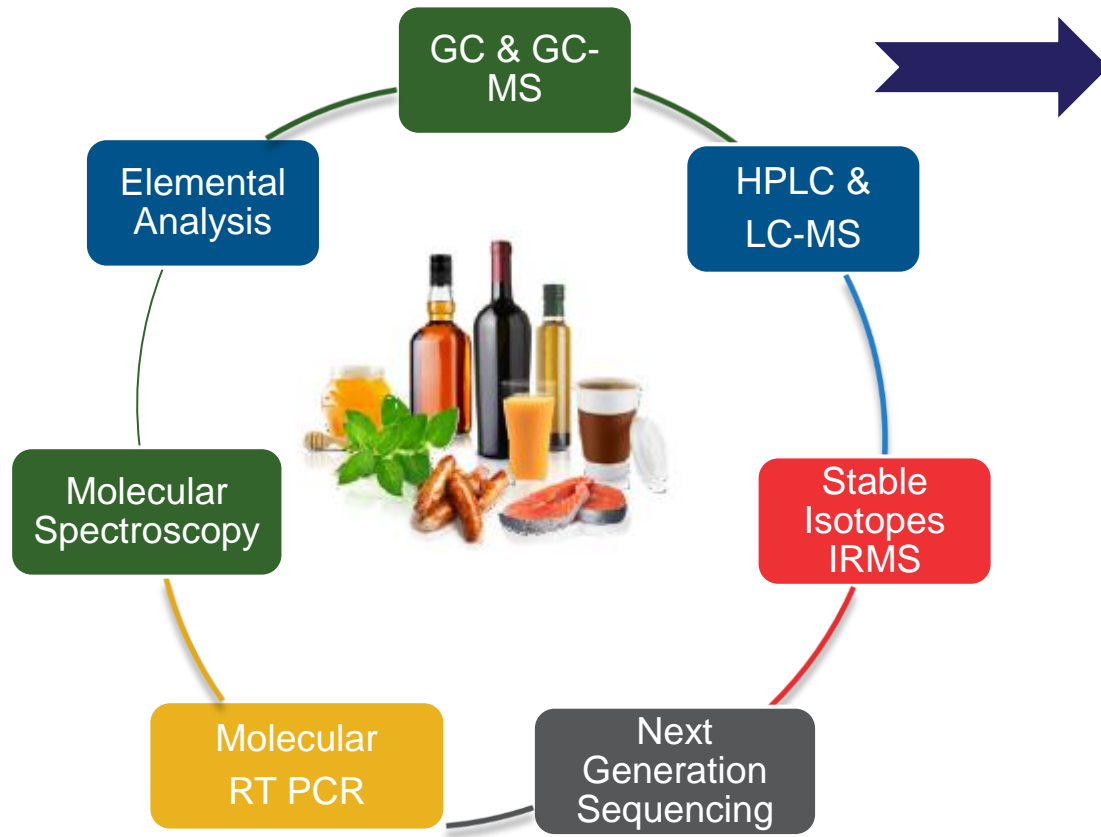 GC & GC-
MS
HPLC &
LC-MS
Stable
Isotopes
IRMS
Next
Generation
Sequencing
Molecular
RT PCR
Molecular
Spectroscopy
Elemental
Analysis